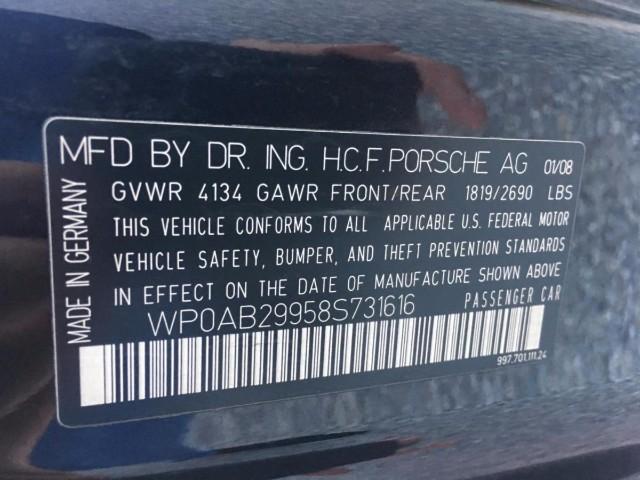 MADE IN GERMANY
MFD BY DR. ING. H.C.F. PORSCHE AG 01/08
GVWR 4134 GAWR FRONT/REAR 1819/2690 LBS
THIS VEHICLE CONFORMS TO ALL APPLICABLE U.S. FEDERAL MOTOR
VEHICLE SAFETY, BUMPER, AND THEFT PREVENTION STANDARDS
IN EFFECT ON THE DATE OF MANUFACTURE SHOWN ABOVE
WP0AB29958S731616 PASSENGER CAR
997.701.111.24